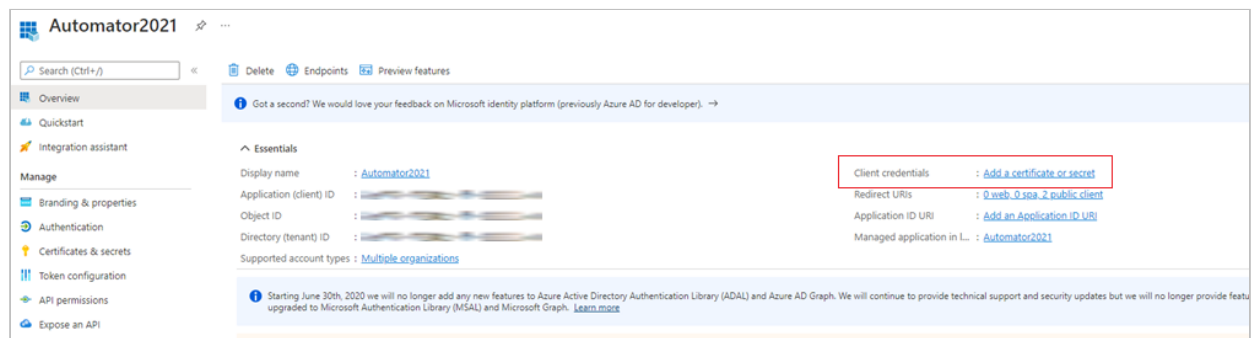 Automator2021 ...
Search (Ctrl+/) «
Overview
Quickstart
Integration assistant
Manage
Branding & properties
Authentication
Certificates & secrets
Token configuration
API permissions
Expose an API
Delete Endpoints Preview features
Got a second? We would love your feedback on Microsoft identity platform (previously Azure AD for developer). →
Essentials
Display name : Automator2021
Application (client) ID :
Object ID :
Directory (tenant) ID :
Supported account types : Multiple organizations
Client credentials : Add a certificate or secret
Redirect URIs : 0 web, 0 spa, 2 public client
Application ID URI : Add an Application ID URI
Managed application in l... : Automator2021
Starting June 30th, 2020 we will no longer add any new features to Azure Active Directory Authentication Library (ADAL) and Azure AD Graph. We will continue to provide technical support and security updates but we will no longer provide featu
upgraded to Microsoft Authentication Library (MSAL) and Microsoft Graph. Learn more